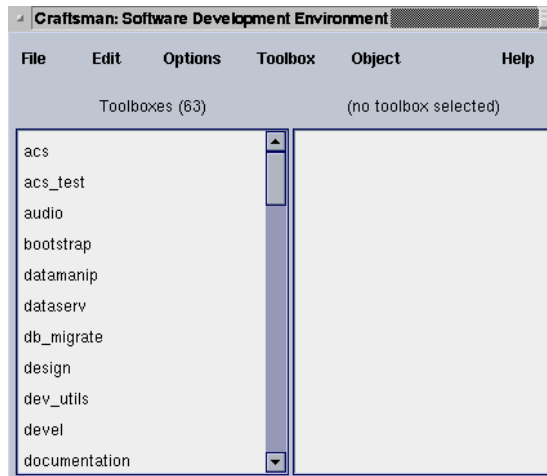 Craftsman: Software Development Environment
File Edit Options Toolbox Object Help
Toolboxes (63) (no toolbox selected)
acs
acs_test
audio
bootstrap
datamanip
dataserv
db_migrate
design
dev_utils
devel
documentation